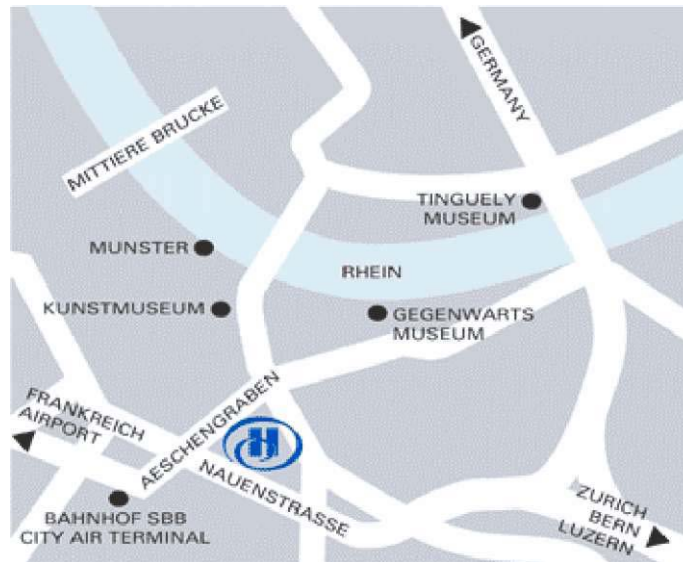 GERMANY
MITTIERE BRUCKE
TINGUELY
MUSEUM
MUNSTER
RHEIN
KUNSTMUSEUM
GEGENWARTS
MUSEUM
FRANKREICH
AIRPORT
AESCHENGRABEN
H
NAUENSTRASSE
BAHNHOF SBB
CITY AIR TERMINAL
ZURICH
BERN
LUZERN